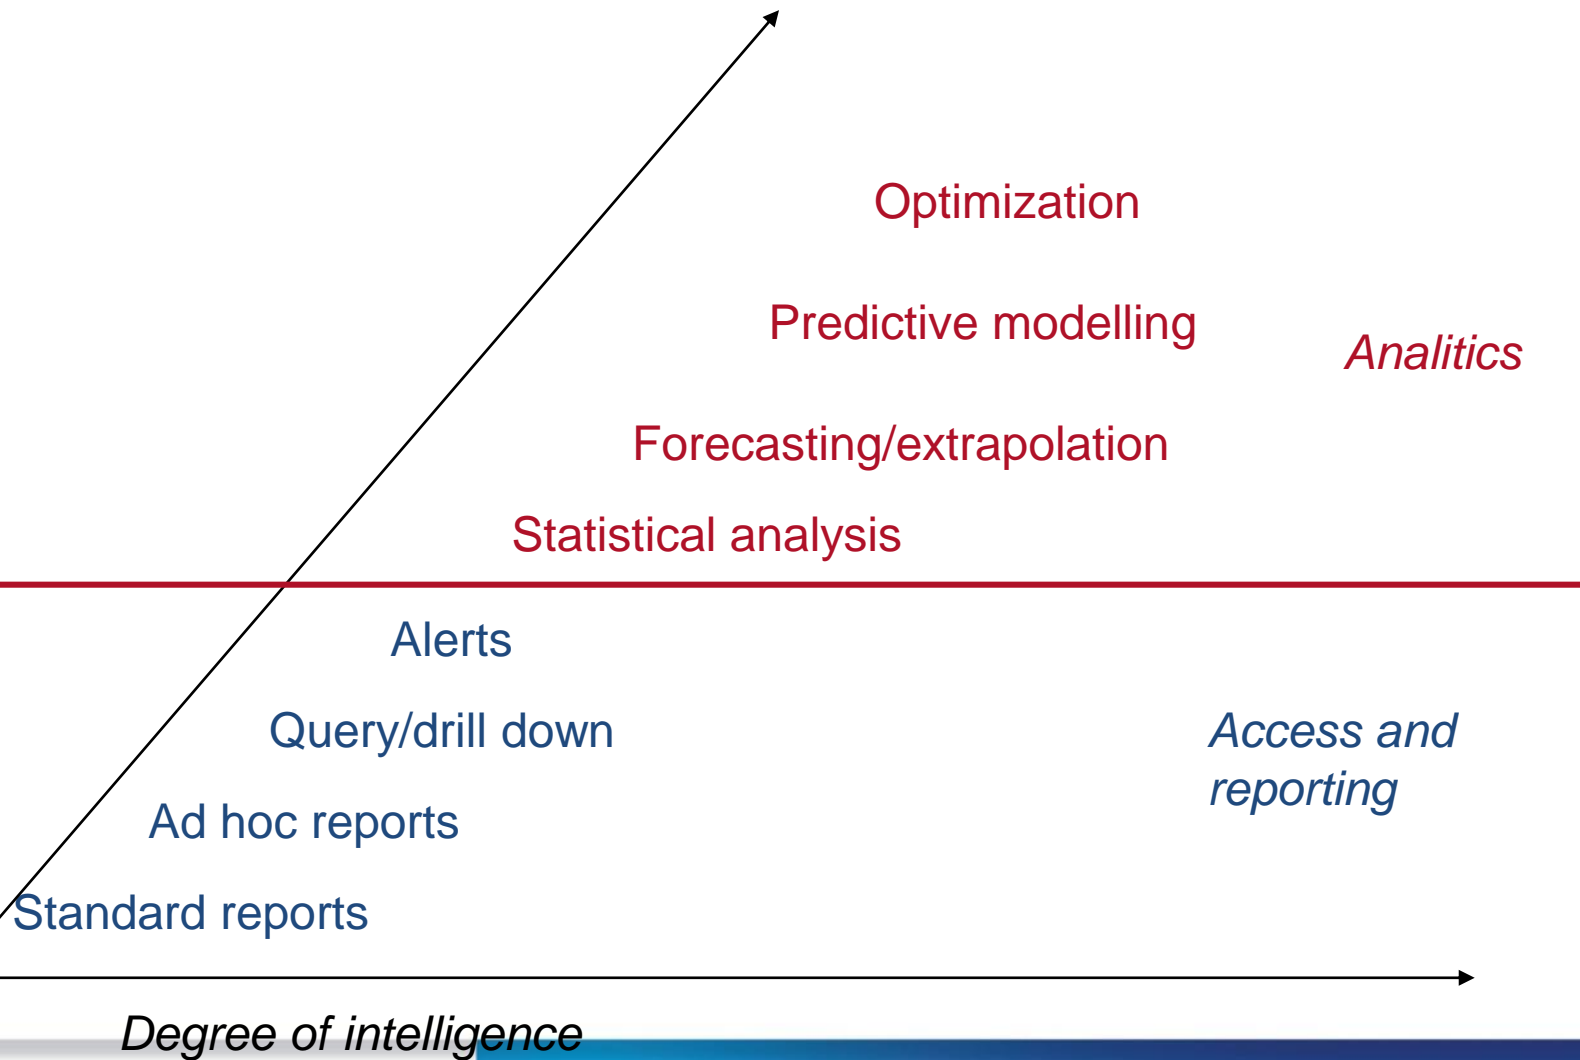 Optimization
Predictive modelling
Analitics
Forecasting/extrapolation
Statistical analysis
Alerts
Query/drill down
Access and
reporting
Ad hoc reports
Standard reports
Degree of intelligence